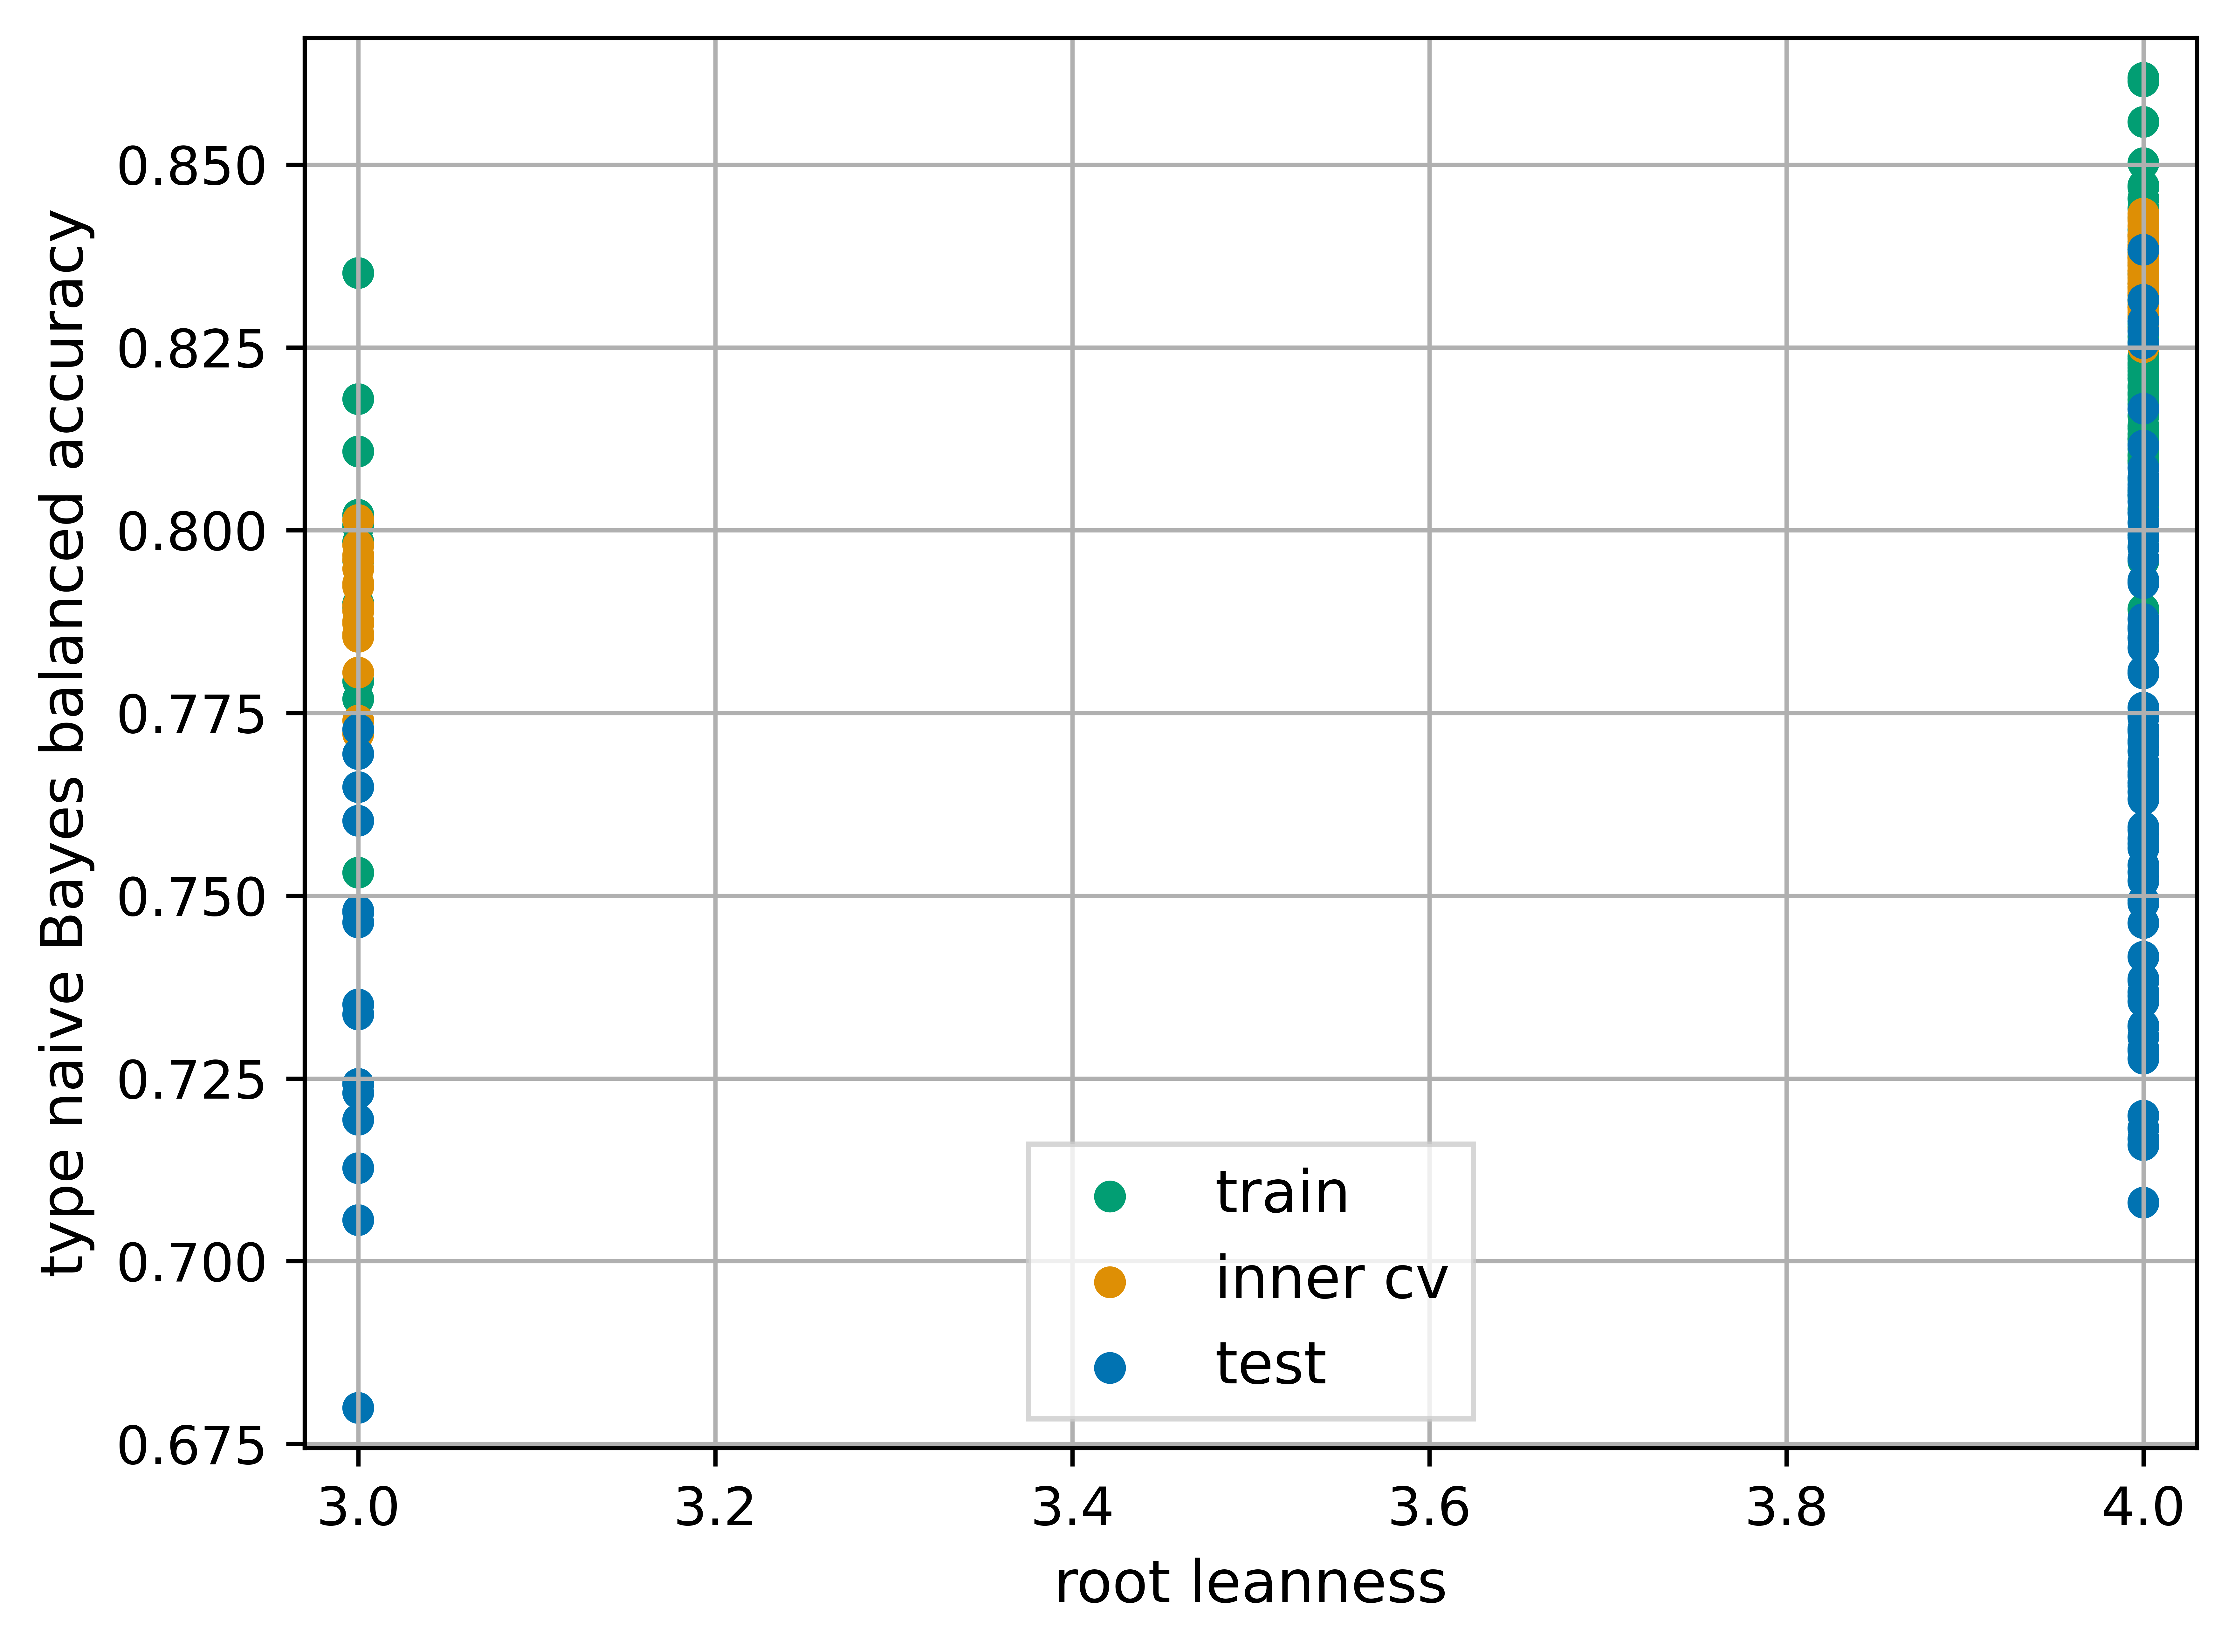 type naive Bayes balanced accuracy
0.850
0.825
0.800
0.775
0.750
0.725
0.700
0.675
train
inner cv
test
3.0 3.2 3.4 3.6 3.8 4.0
root leanness